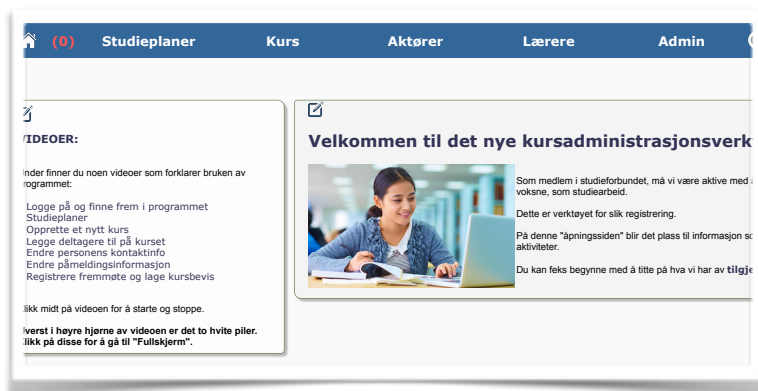 (0) Studieplaner Kurs Aktører Lærere Admin
VIDEOER:
Under finner du noen videoer som forklarer bruken av
programmet:
Logge på og finne frem i programmet
Studieplaner
Opprette et nytt kurs
Legge deltagere til på kurset
Endre personens kontaktinfo
Endre påmeldingsinformasjon
Registrere fremmøte og lage kursbevis
Klikk midt på videoen for å starte og stoppe.
Øverst i høyre hjørne av videoen er det to hvite piler.
Klikk på disse for å gå til "Fullskjerm".
Velkommen til det nye kursadministrasjonsverk
Som medlem i studieforbundet, må vi være aktive med
voksne, som studiearbeid.
Dette er verktøyet for slik registrering.
På denne "åpningssiden" blir det plass til informasjon so
aktiviteter.
Du kan feks begynne med å titte på hva vi har av tilgje